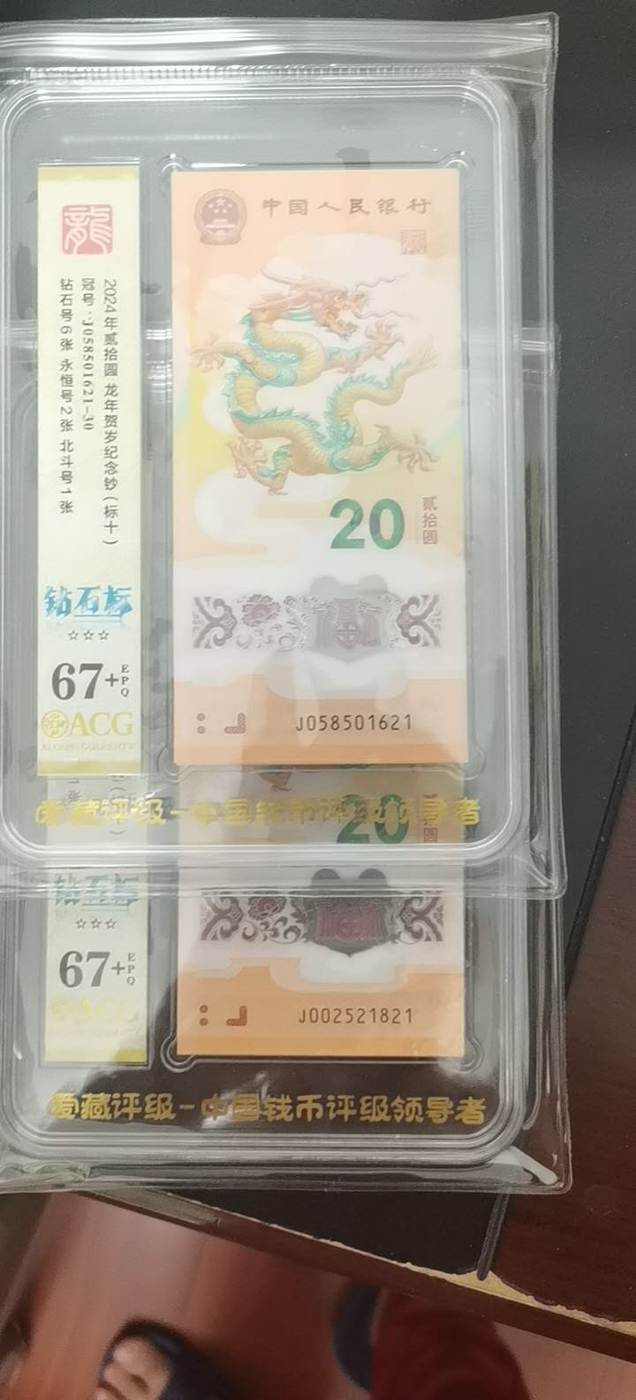 龍
2024年贰拾圆 龙年贺岁纪念钞(标十)
冠号:J058501621-30
钻石号6张 永恒号2张 北斗号1张
钻石标
☆☆☆
67+
EPQ
ACG
中国人民银行
20
贰拾圆
J058501621
爱藏评级-中国钱币评级领导者
20
钻石标
☆☆☆
67+
EPQ
ACG
J002521821
爱藏评级-中国钱币评级领导者